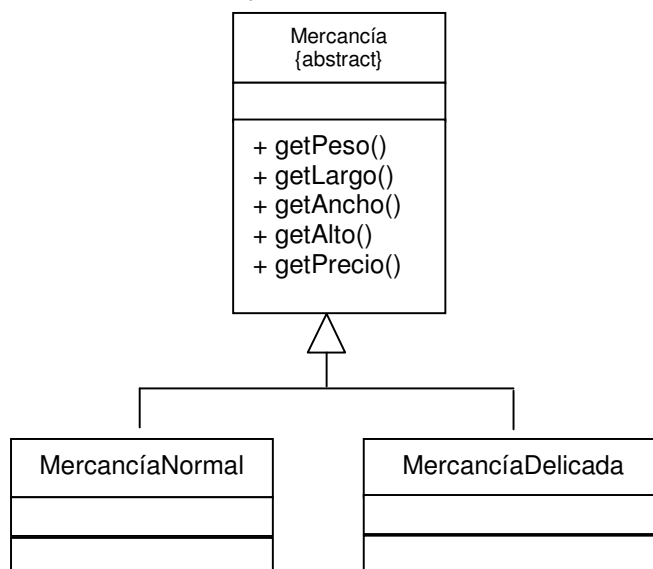 Mercancía
{abstract}
+ getPeso()
+ getLargo()
+ getAncho()
+ getAlto()
+ getPrecio()
MercancíaNormal
MercancíaDelicada